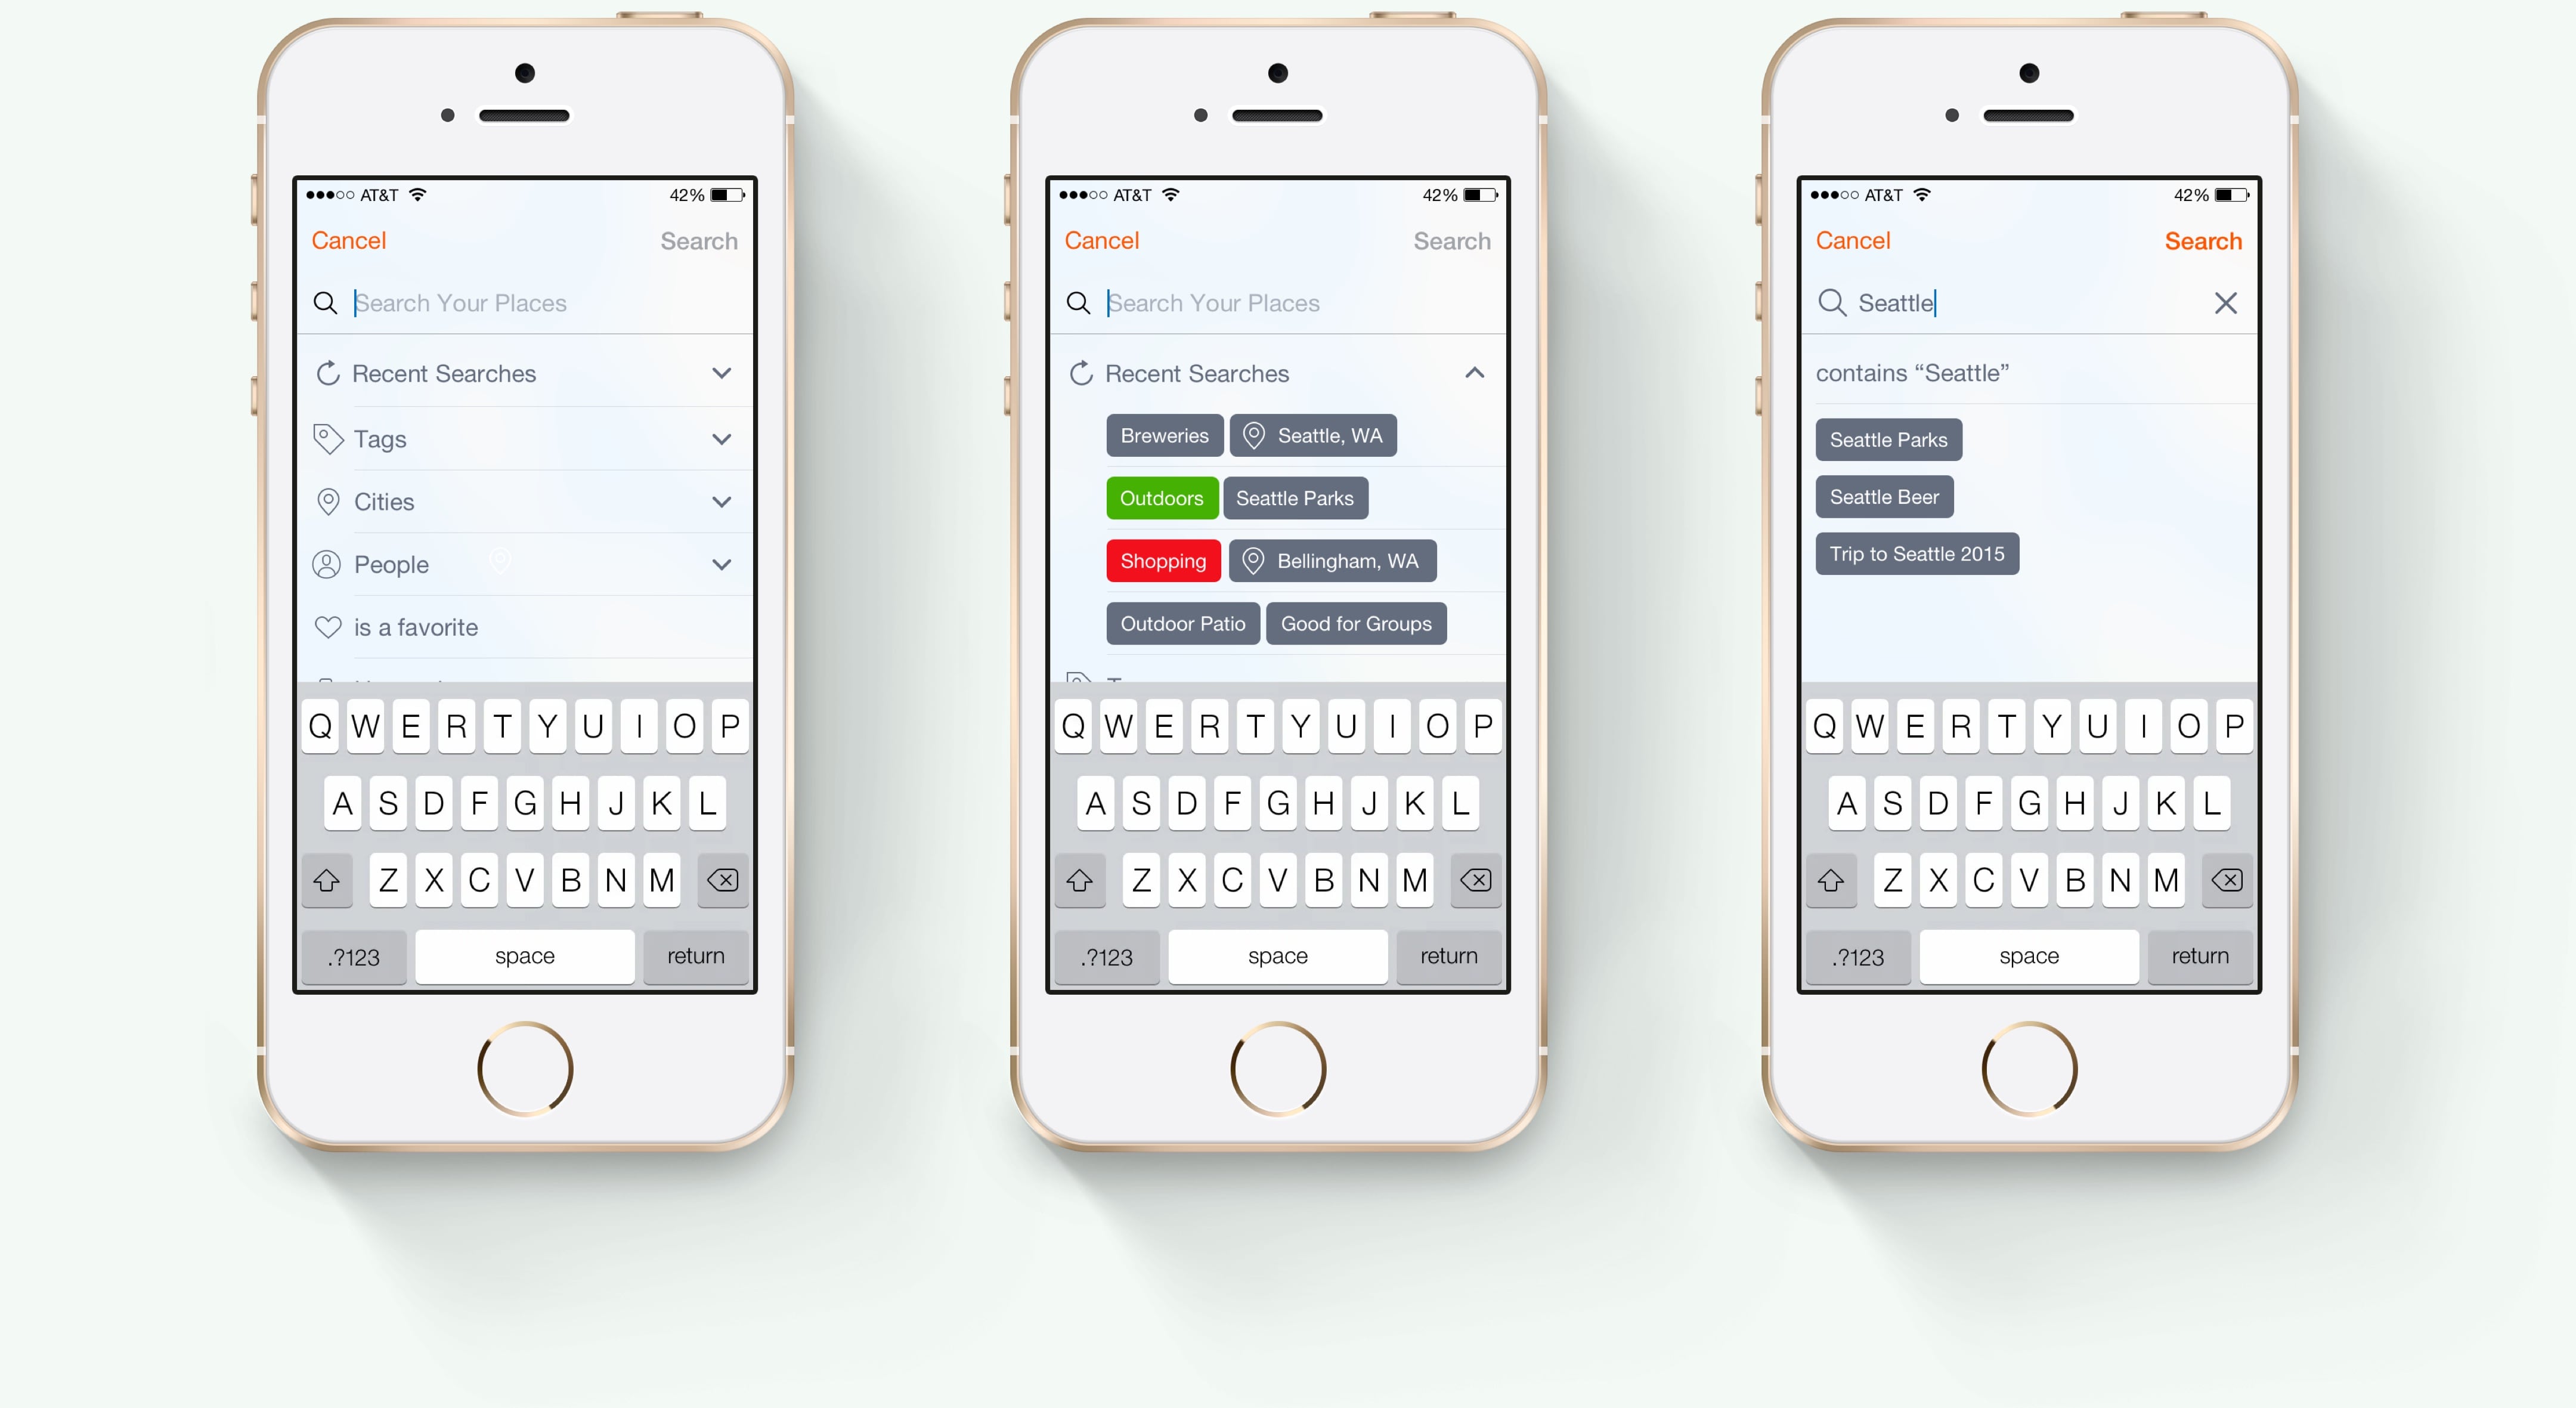 AT&T 42%
Cancel Search
Search Your Places
Recent Searches
Tags
Cities
People
is a favorite
Q W E R T Y U I O P
A S D F G H J K L
Z X C V B N M
.?123 space return
AT&T 42%
Cancel Search
Search Your Places
Recent Searches
Breweries Seattle, WA
Outdoors Seattle Parks
Shopping Bellingham, WA
Outdoor Patio Good for Groups
Q W E R T Y U I O P
A S D F G H J K L
Z X C V B N M
.?123 space return
AT&T 42%
Cancel Search
Seattle
contains “Seattle”
Seattle Parks
Seattle Beer
Trip to Seattle 2015
Q W E R T Y U I O P
A S D F G H J K L
Z X C V B N M
.?123 space return